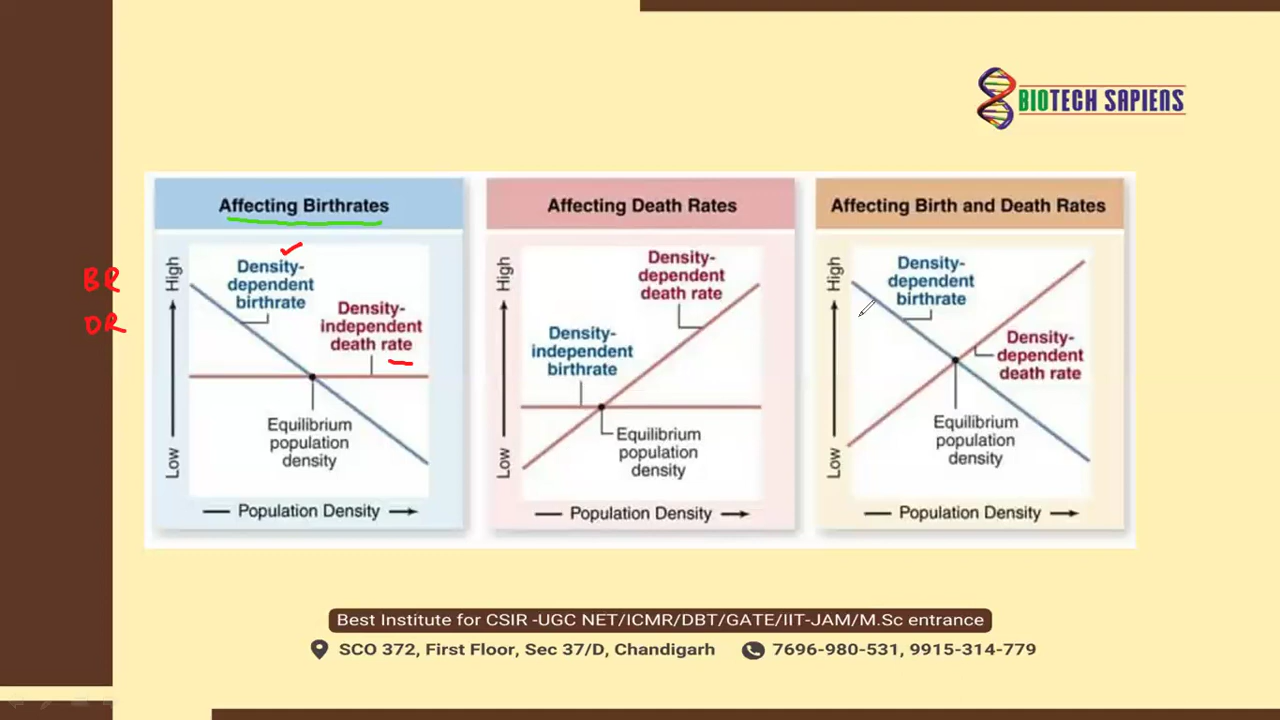 BIOTECH SAPIENS
Affecting Birthrates
BR
DR
High
Low
Density-
dependent
birthrate
Density-
independent
death rate
Equilibrium
population
density
Population Density
Affecting Death Rates
High
Low
Density-
dependent
death rate
Density-
independent
birthrate
Equilibrium
population
density
Population Density
Affecting Birth and Death Rates
High
Low
Density-
dependent
birthrate
Density-
dependent
death rate
Equilibrium
population
density
Population Density
Best Institute for CSIR -UGC NET/ICMR/DBT/GATE/IIT-JAM/M.Sc entrance
SCO 372, First Floor, Sec 37/D, Chandigarh 7696-980-531, 9915-314-779